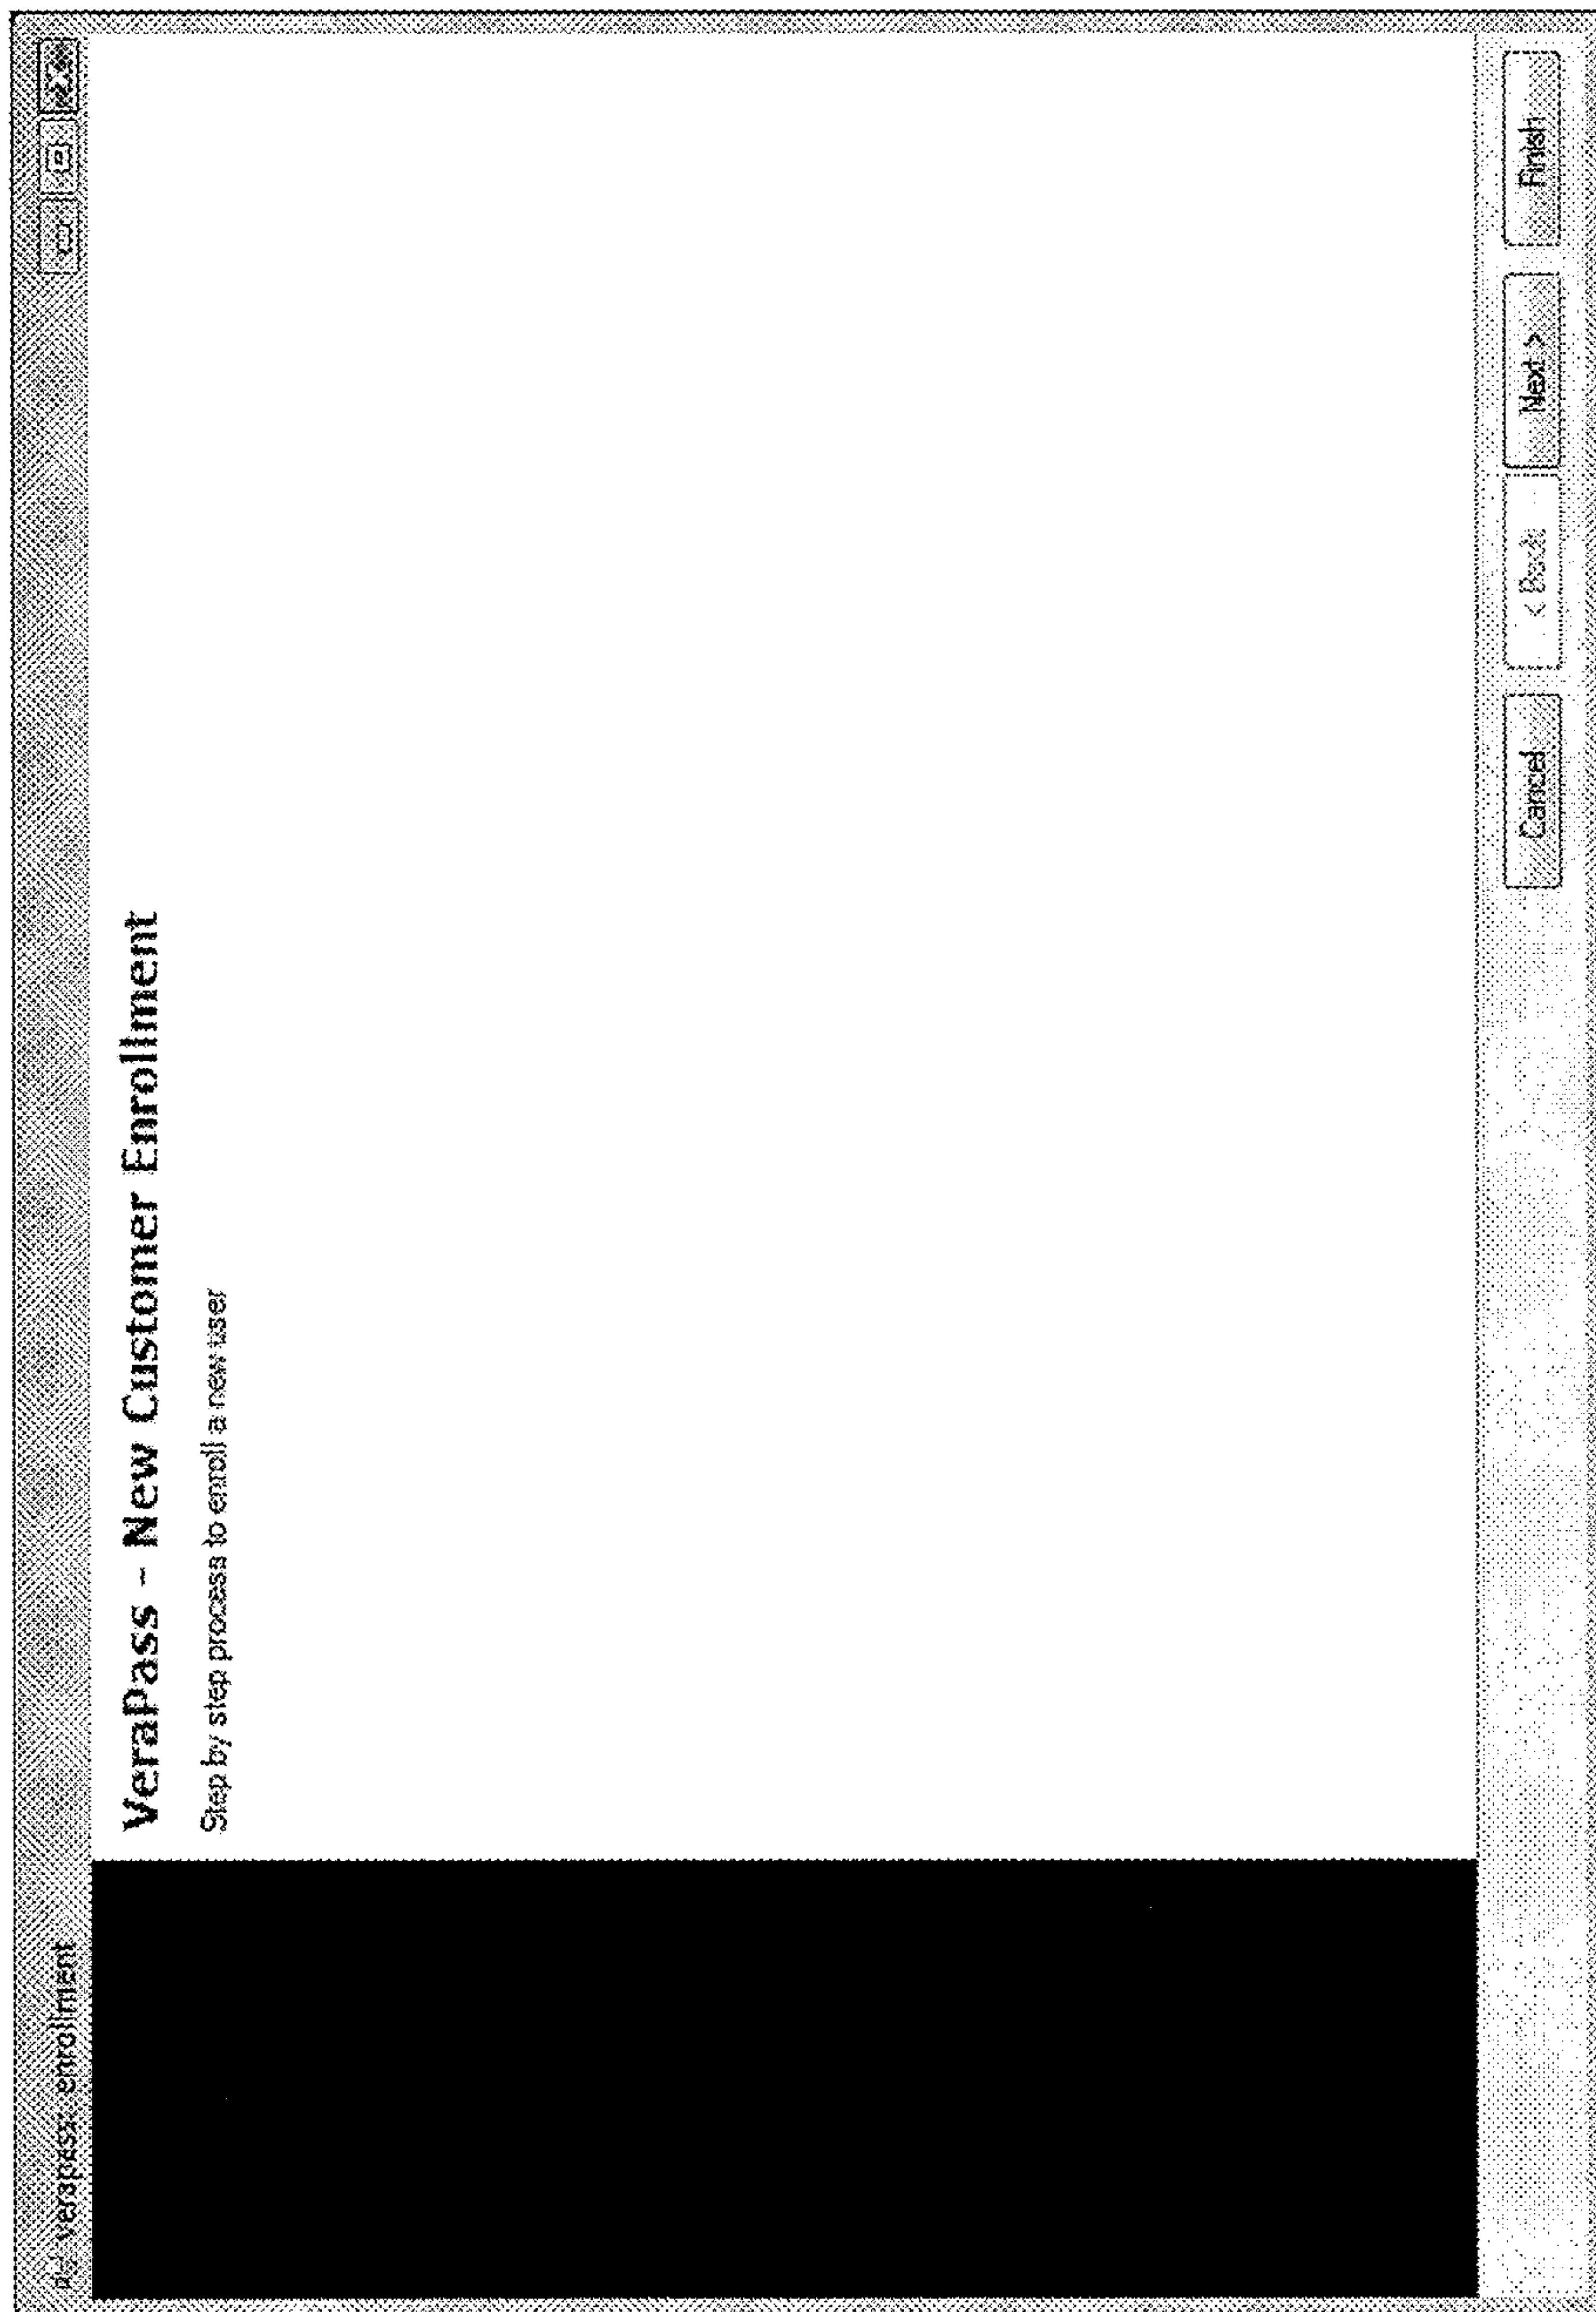 verapass: enrollment
VeraPass - New Customer Enrollment
Step by step process to enroll a new user
Cancel
< Back
Next >
Finish